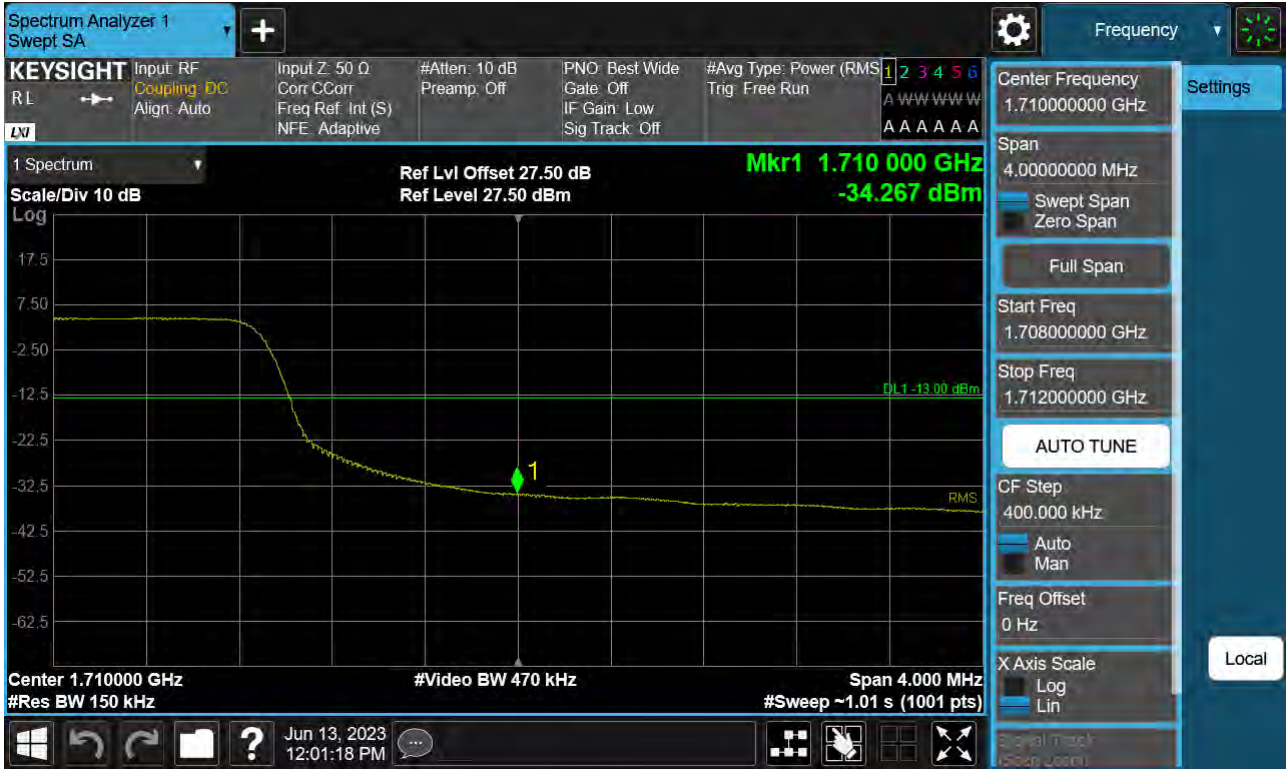 Spectrum Analyzer 1
Swept SA
Frequency
KEYSIGHT
RL
LXI
Input: RF
Coupling: DC
Align: Auto
Input Z: 50 Ω
Corr CCorr
Freq Ref: Int (S)
NFE: Adaptive
#Atten: 10 dB
Preamp: Off
PNO: Best Wide
Gate: Off
IF Gain: Low
Sig Track: Off
#Avg Type: Power (RMS
Trig: Free Run
1 2 3 4 5 6
A W W W W W
A A A A A A
1 Spectrum
Scale/Div 10 dB
Log
Ref Lvl Offset 27.50 dB
Ref Level 27.50 dBm
Mkr1 1.710 000 GHz
-34.267 dBm
17.5
7.50
-2.50
-12.5
-22.5
-32.5
-42.5
-52.5
-62.5
DL1 -13.00 dBm
1
RMS
Center 1.710000 GHz
#Res BW 150 kHz
#Video BW 470 kHz
Span 4.000 MHz
#Sweep ~1.01 s (1001 pts)
Center Frequency
1.710000000 GHz
Settings
Span
4.00000000 MHz
Swept Span
Zero Span
Full Span
Start Freq
1.708000000 GHz
Stop Freq
1.712000000 GHz
AUTO TUNE
CF Step
400.000 kHz
Auto
Man
Freq Offset
0 Hz
X Axis Scale
Log
Lin
Local
Signal Track
(Span Zoom)
?
Jun 13, 2023
12:01:18 PM